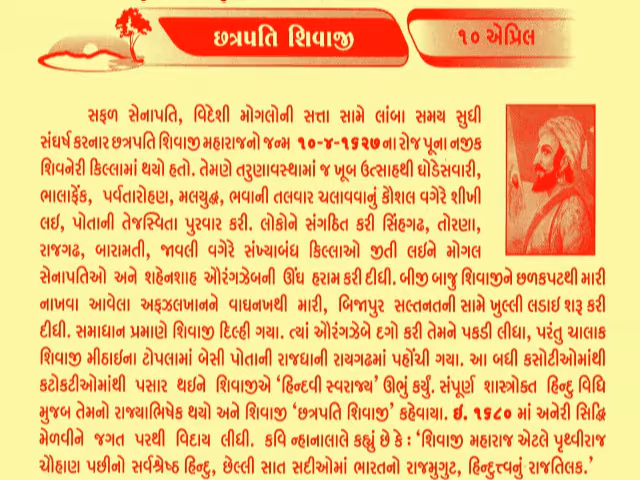 છત્રપતિ શિવાજી
૧૦ એપ્રિલ
સફળ સેનાપતિ, વિદેશી મોગલોની સત્તા સામે લાંબા સમય સુધી
સંઘર્ષ કરનાર છત્રપતિ શિવાજી મહારાજનો જન્મ ૧૦-૪-૧૬૨૭ના રોજ પૂના નજીક
શિવનેરી કિલ્લામાં થયો હતો. તેમણે તરુણાવસ્થામાં જ ખૂબ ઉત્સાહથી ઘોડેસવારી,
ભાલાફેંક, પર્વતારોહણ, મલયુદ્ધ, ભવાની તલવાર ચલાવવાનું કૌશલ વગેરે શીખી
લઇ, પોતાની તેજસ્વિતા પુરવાર કરી. લોકોને સંગઠિત કરી સિંહગઢ, તોરણા,
રાજગઢ, બારામતી, જાવલી વગેરે સંખ્યાબંધ કિલ્લાઓ જીતી લઇને મોગલ
સેનાપતિઓ અને શહેનશાહ ઔરંગઝેબની ઊંઘ હરામ કરી દીધી. બીજી બાજુ શિવાજીને છળકપટથી મારી
નાખવા આવેલા અફઝલખાનને વાઘનખથી મારી, બિજાપુર સલ્તનતની સામે ખુલ્લી લડાઇ શરૂ કરી
દીધી. સમાધાન પ્રમાણે શિવાજી દિલ્હી ગયા. ત્યાં ઔરંગઝેબે દગો કરી તેમને પકડી લીધા, પરંતુ ચાલાક
શિવાજી મીઠાઇના ટોપલામાં બેસી પોતાની રાજધાની રાયગઢમાં પહોંચી ગયા. આ બધી કસોટીઓમાંથી
કટોકટીઓમાંથી પસાર થઇને શિવાજીએ ‘હિન્દવી સ્વરાજ્ય’ ઊભું કર્યું. સંપૂર્ણ શાસ્ત્રોક્ત હિન્દુ વિધિ
મુજબ તેમનો રાજ્યાભિષેક થયો અને શિવાજી ‘છત્રપતિ શિવાજી’ કહેવાયા. ઇ. ૧૬૮૦ માં અનેરી સિદ્ધિ
મેળવીને જગત પરથી વિદાય લીધી. કવિ ન્હાનાલાલે કહ્યું છે કે : ‘શિવાજી મહારાજ એટલે પૃથ્વીરાજ
ચૌહાણ પછીનો સર્વશ્રેષ્ઠ હિન્દુ, છેલ્લી સાત સદીઓમાં ભારતનો રાજમુગુટ, હિન્દુત્ત્વનું રાજતિલક.’